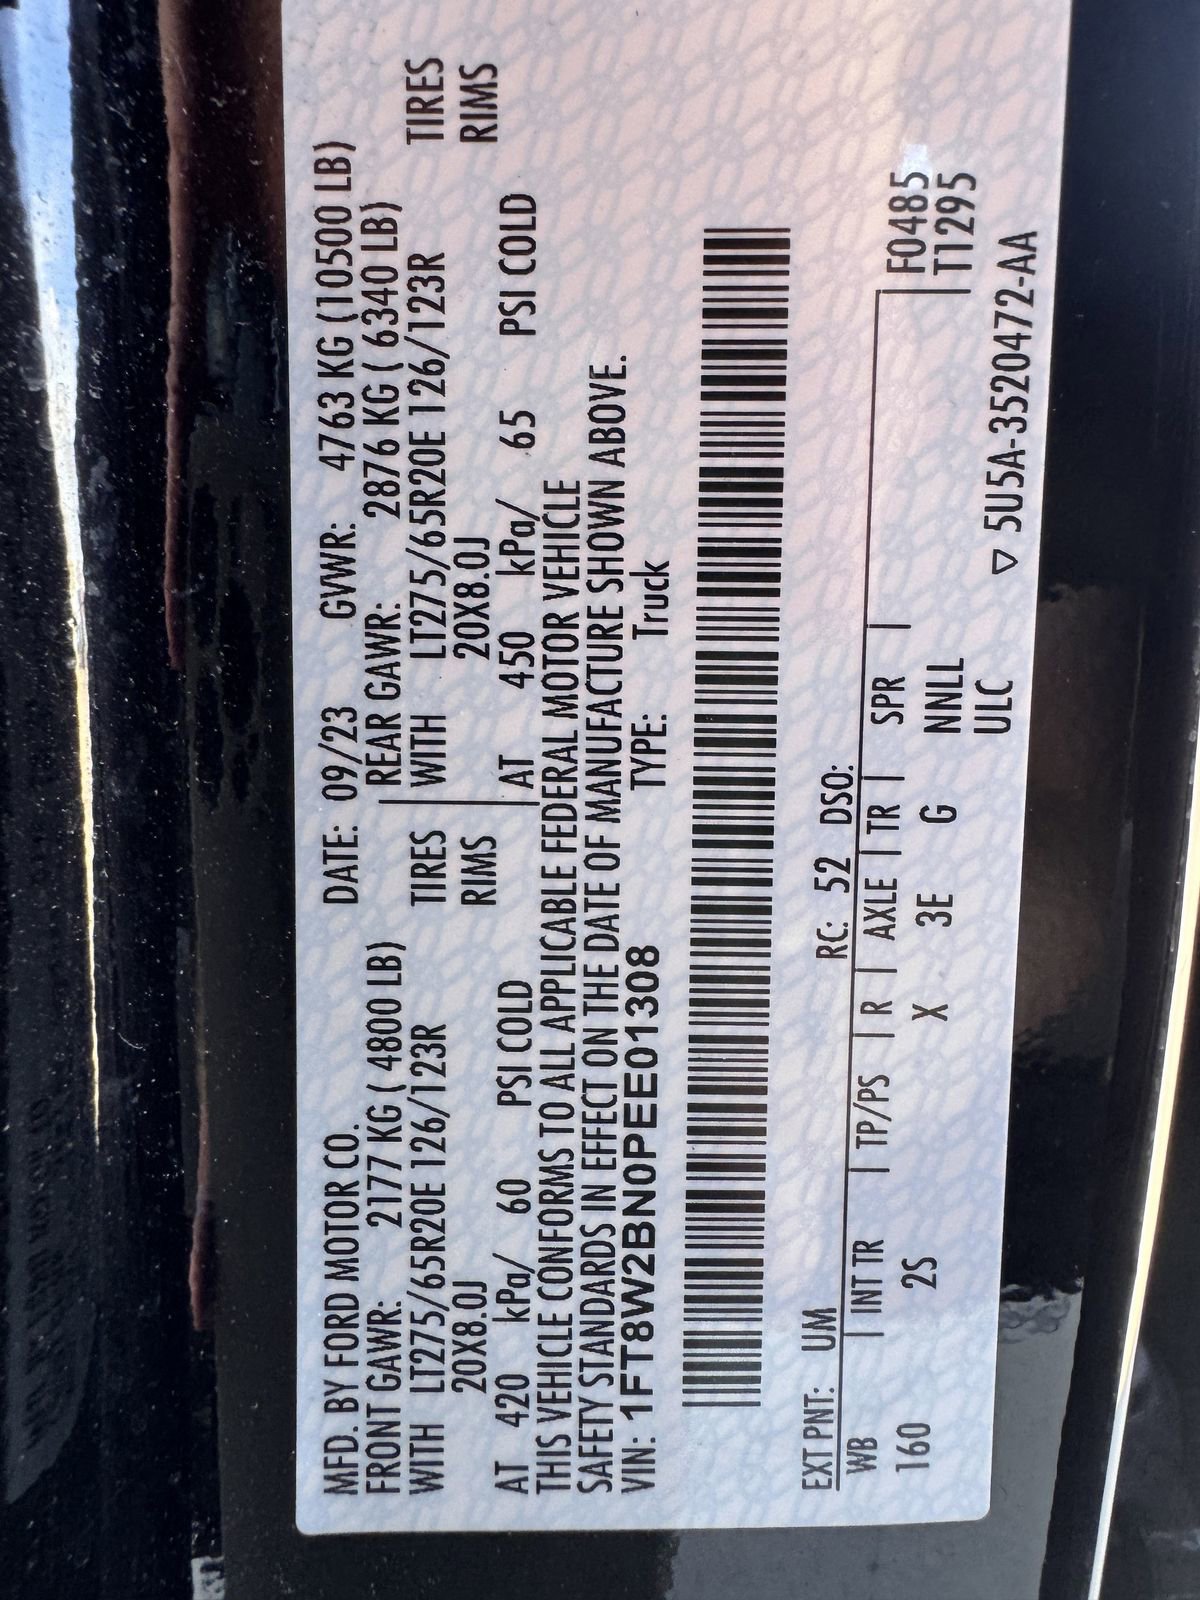 MFD. BY FORD MOTOR CO. DATE: 09/23 GVWR: 4763 KG (10500 LB)
FRONT GAWR: 2177 KG ( 4800 LB) REAR GAWR: 2876 KG ( 6340 LB)
WITH LT275/65R20E 126/123R TIRES WITH LT275/65R20E 126/123R TIRES
20X8.0J RIMS 20X8.0J RIMS
AT 420 kPa/ 60 PSI COLD AT 450 kPa/ 65 PSI COLD
THIS VEHICLE CONFORMS TO ALL APPLICABLE FEDERAL MOTOR VEHICLE
SAFETY STANDARDS IN EFFECT ON THE DATE OF MANUFACTURE SHOWN ABOVE.
VIN: 1FT8W2BN0PEE01308 TYPE: Truck
EXT PNT: UM RC: 52 DSO:
WB | INT TR | TP/PS | R | AXLE | TR | SPR | F0485
160 2S X 3E G NNLL T1295
ULC
▽ 5U5A-3520472-AA